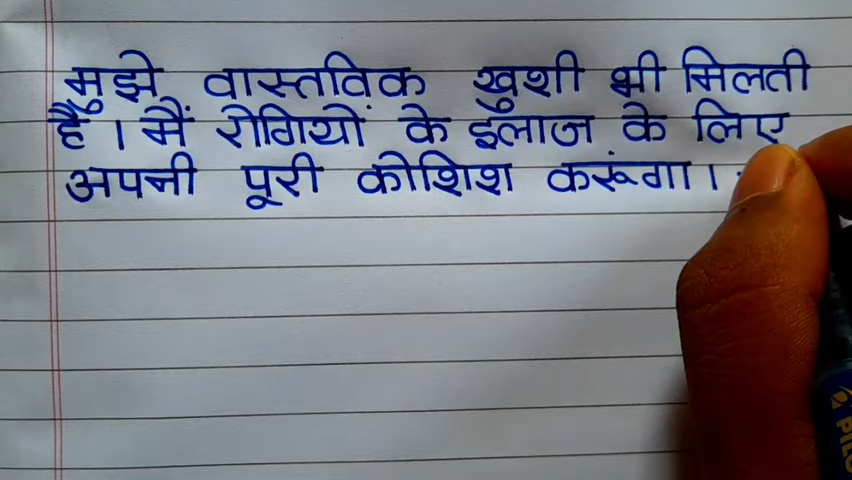 मुझे वास्तविक खुशी भी मिलती
है। मैं रोगियों के इलाज के लिए
अपनी पूरी कोशिश करूंगा।